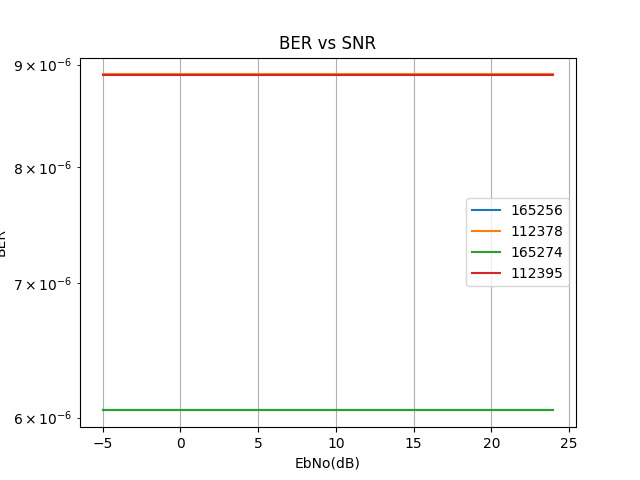 BER vs SNR
9 × 10⁻⁶
8 × 10⁻⁶
7 × 10⁻⁶
6 × 10⁻⁶
BER
165256
112378
165274
112395
−5 0 5 10 15 20 25
EbNo(dB)